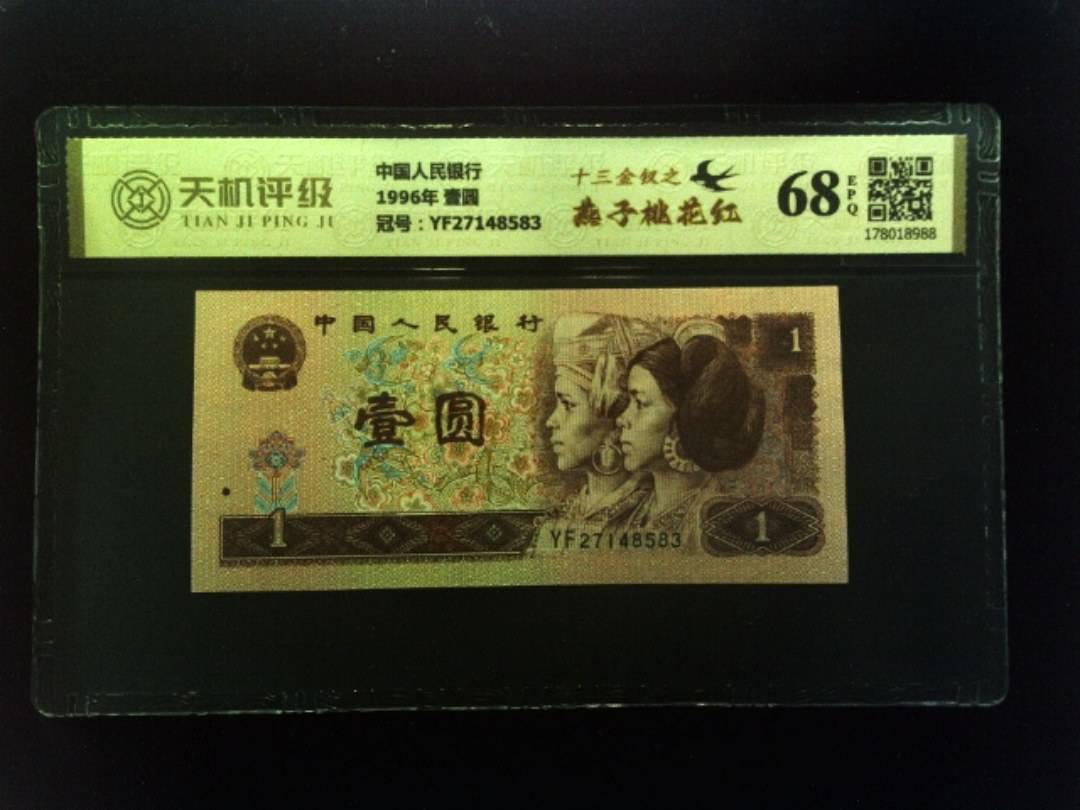 天机评级
TIAN JI PING JI
中国人民银行
1996年 壹圆
冠号：YF27148583
十三金钗之
燕子桃花红
68
EPQ
178018988
中国人民银行
1
壹圆
1
YF27148583
1